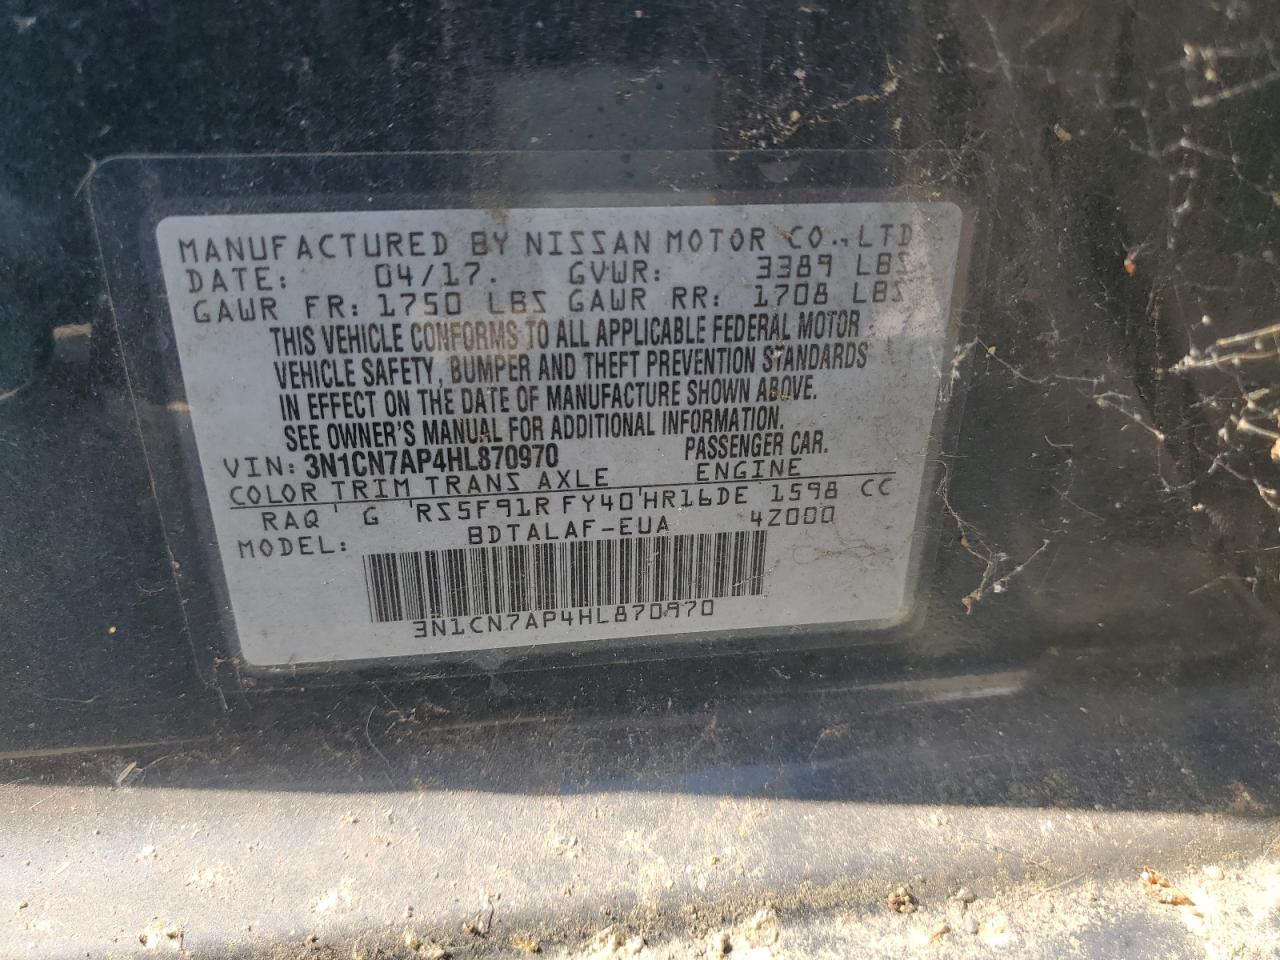 MANUFACTURED BY NISSAN MOTOR CO., LTD
DATE: 04/17. GVWR: 3389 LBS
GAWR FR: 1750 LBS GAWR RR: 1708 LBS
THIS VEHICLE CONFORMS TO ALL APPLICABLE FEDERAL MOTOR
VEHICLE SAFETY, BUMPER AND THEFT PREVENTION STANDARDS
IN EFFECT ON THE DATE OF MANUFACTURE SHOWN ABOVE.
SEE OWNER'S MANUAL FOR ADDITIONAL INFORMATION.
VIN: 3N1CN7AP4HL870970 PASSENGER CAR.
COLOR TRIM TRANS AXLE ENGINE
RAQ ' G ' RS5F91R FY40 ' HR16DE 1598 CC
MODEL: BDTALAF-EUA 4Z000
3N1CN7AP4HL870970